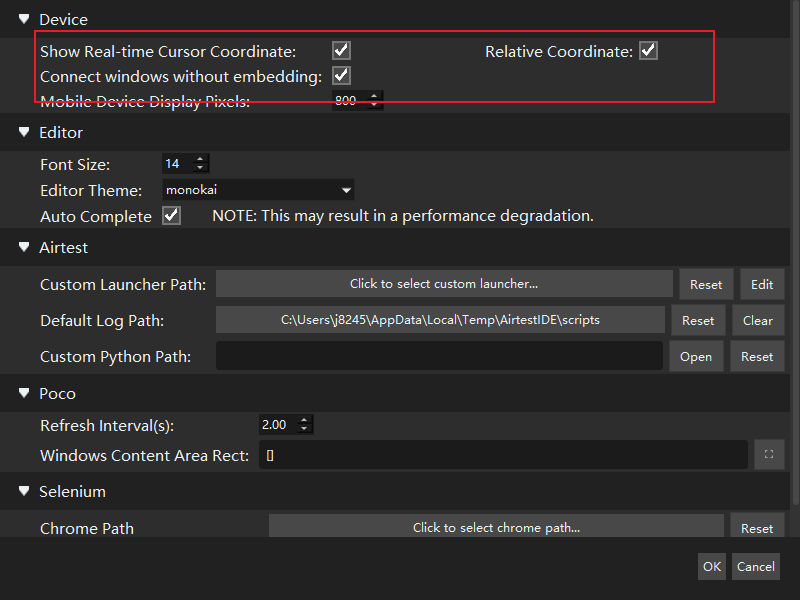 Device
Show Real-time Cursor Coordinate: Relative Coordinate:
Connect windows without embedding:
Mobile Device Display Pixels: 800
Editor
Font Size: 14
Editor Theme: monokai
Auto Complete NOTE: This may result in a performance degradation.
Airtest
Custom Launcher Path: Click to select custom launcher... Reset Edit
Default Log Path: C:\Users\j8245\AppData\Local\Temp\AirtestIDE\scripts Reset Clear
Custom Python Path: Open Reset
Poco
Refresh Interval(s): 2.00
Windows Content Area Rect: []
Selenium
Chrome Path Click to select chrome path... Reset
OK Cancel